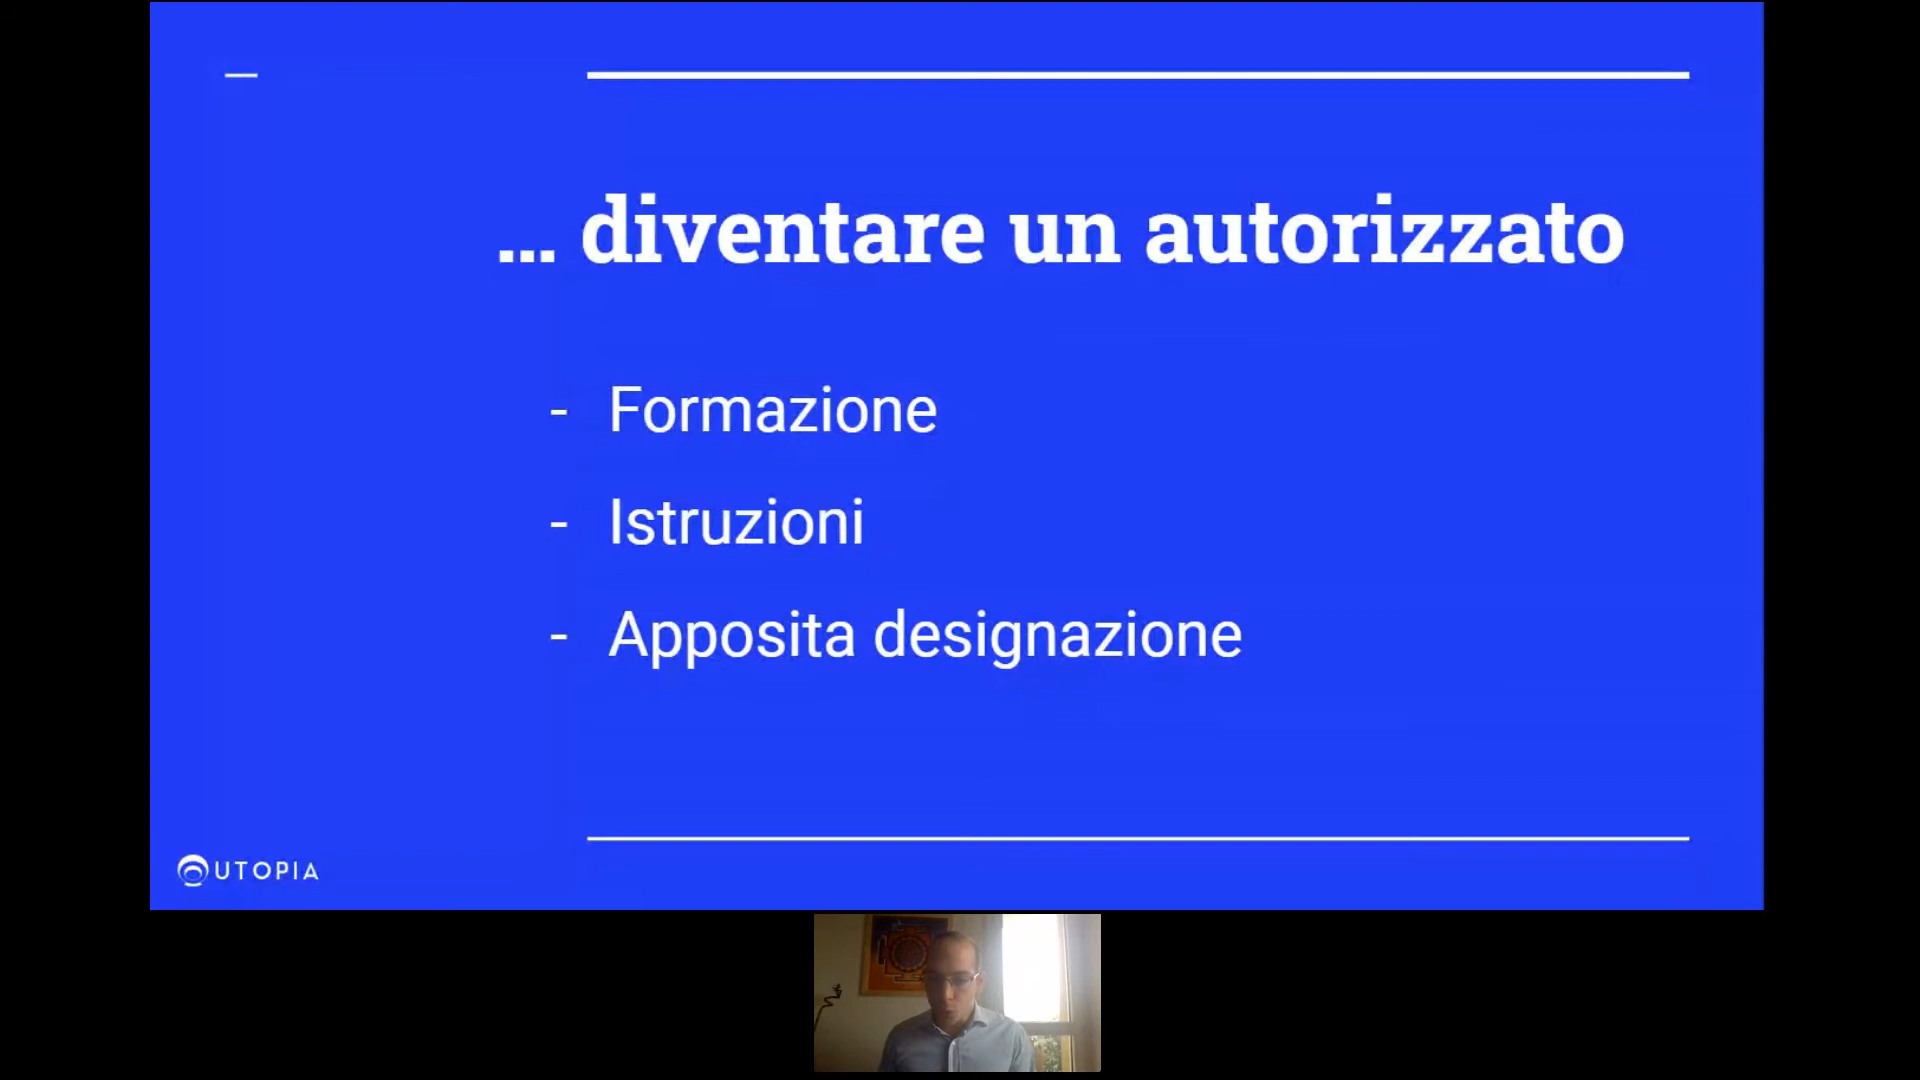 ... diventare un autorizzato
- Formazione
- Istruzioni
- Apposita designazione
UTOPIA